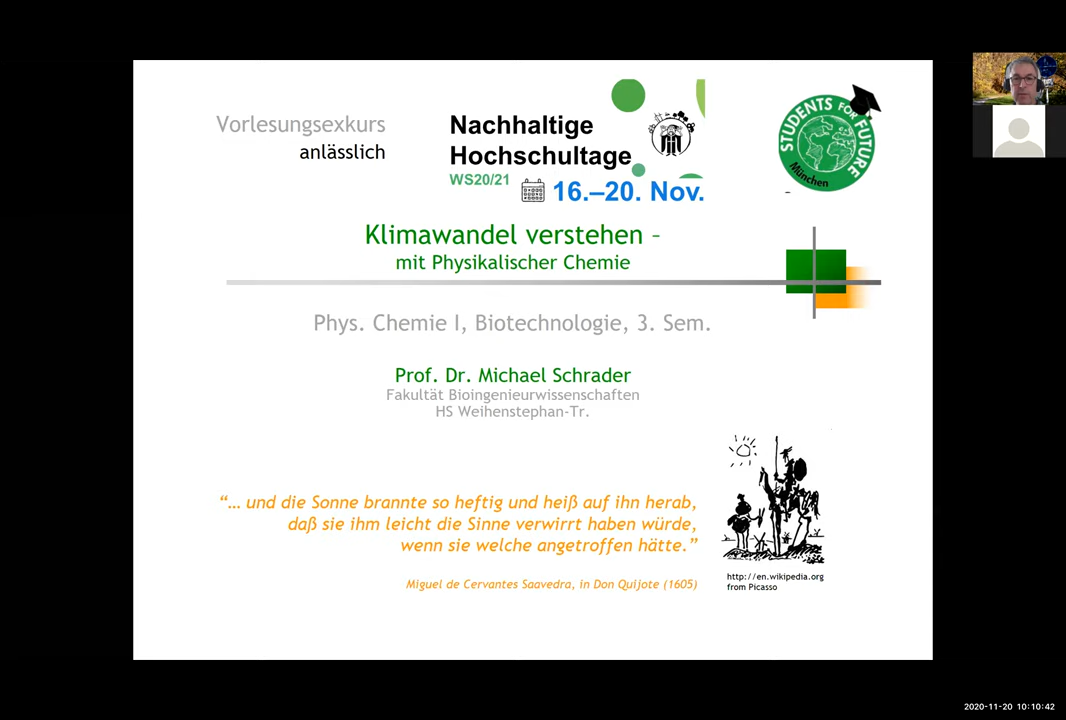 Vorlesungsexkurs
anlässlich
Nachhaltige
Hochschultage
WS20/21
16.–20. Nov.
STUDENTS FOR FUTURE
München
Klimawandel verstehen –
mit Physikalischer Chemie
Phys. Chemie I, Biotechnologie, 3. Sem.
Prof. Dr. Michael Schrader
Fakultät Bioingenieurwissenschaften
HS Weihenstephan-Tr.
“… und die Sonne brannte so heftig und heiß auf ihn herab,
daß sie ihm leicht die Sinne verwirrt haben würde,
wenn sie welche angetroffen hätte.”
Miguel de Cervantes Saavedra, in Don Quijote (1605)
http://en.wikipedia.org
from Picasso
2020-11-20 10:10:42